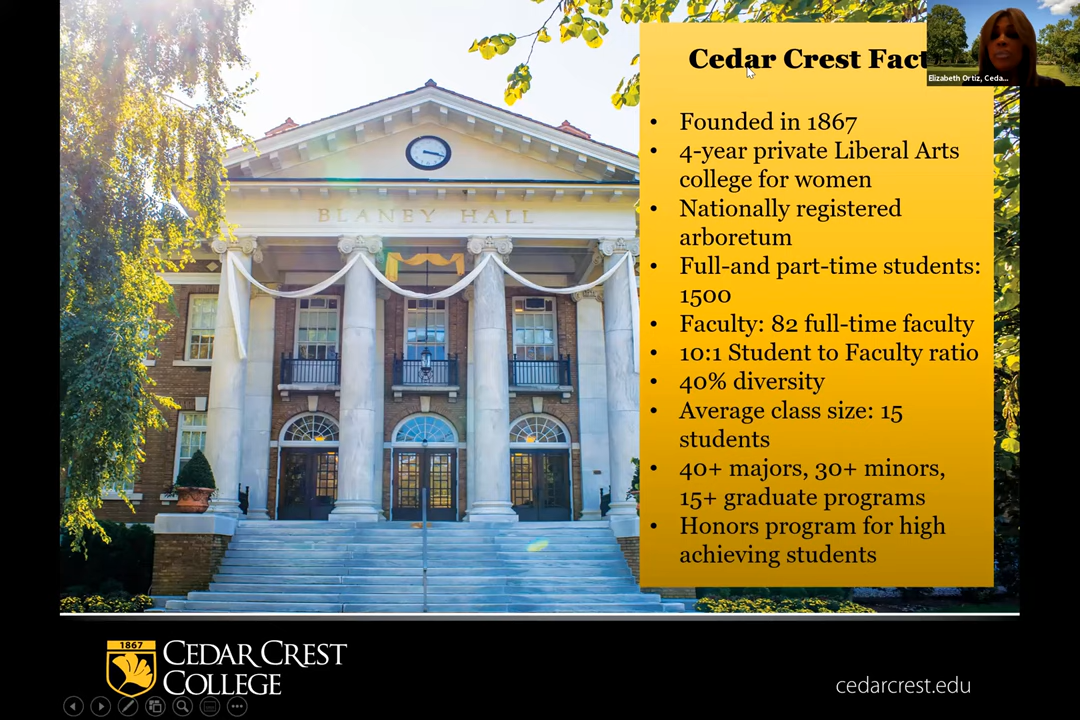 Cedar Crest Fact
Elizabeth Ortiz, Ceda...
BLANEY HALL
• Founded in 1867
• 4-year private Liberal Arts
college for women
• Nationally registered
arboretum
• Full-and part-time students:
1500
• Faculty: 82 full-time faculty
• 10:1 Student to Faculty ratio
• 40% diversity
• Average class size: 15
students
• 40+ majors, 30+ minors,
15+ graduate programs
• Honors program for high
achieving students
1867
CEDAR CREST
COLLEGE
cedarcrest.edu